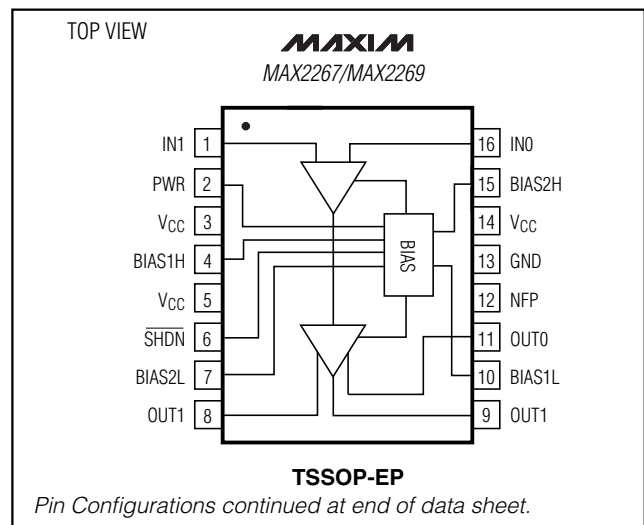 TOP VIEW
MAXIM
MAX2267/MAX2269
IN1 1
PWR 2
VCC 3
BIAS1H 4
VCC 5
SHDN 6
BIAS2L 7
OUT1 8
16 IN0
15 BIAS2H
14 VCC
13 GND
12 NFP
11 OUT0
10 BIAS1L
9 OUT1
BIAS
TSSOP-EP
Pin Configurations continued at end of data sheet.